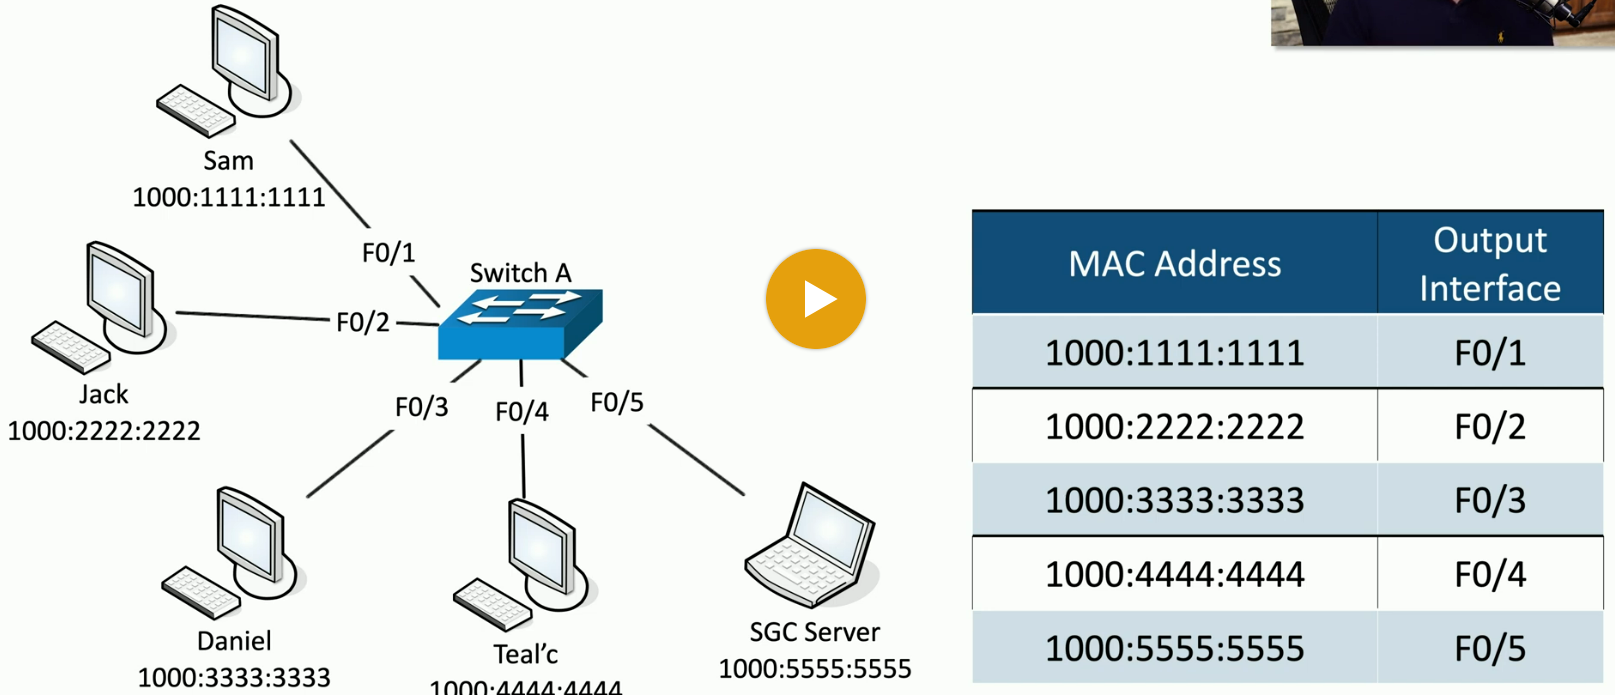 Sam
1000:1111:1111
F0/1
Switch A
F0/2
Jack
1000:2222:2222
F0/3
F0/4
F0/5
Daniel
1000:3333:3333
Teal’c
1000:4444:4444
SGC Server
1000:5555:5555
MAC Address
Output
Interface
1000:1111:1111
F0/1
1000:2222:2222
F0/2
1000:3333:3333
F0/3
1000:4444:4444
F0/4
1000:5555:5555
F0/5